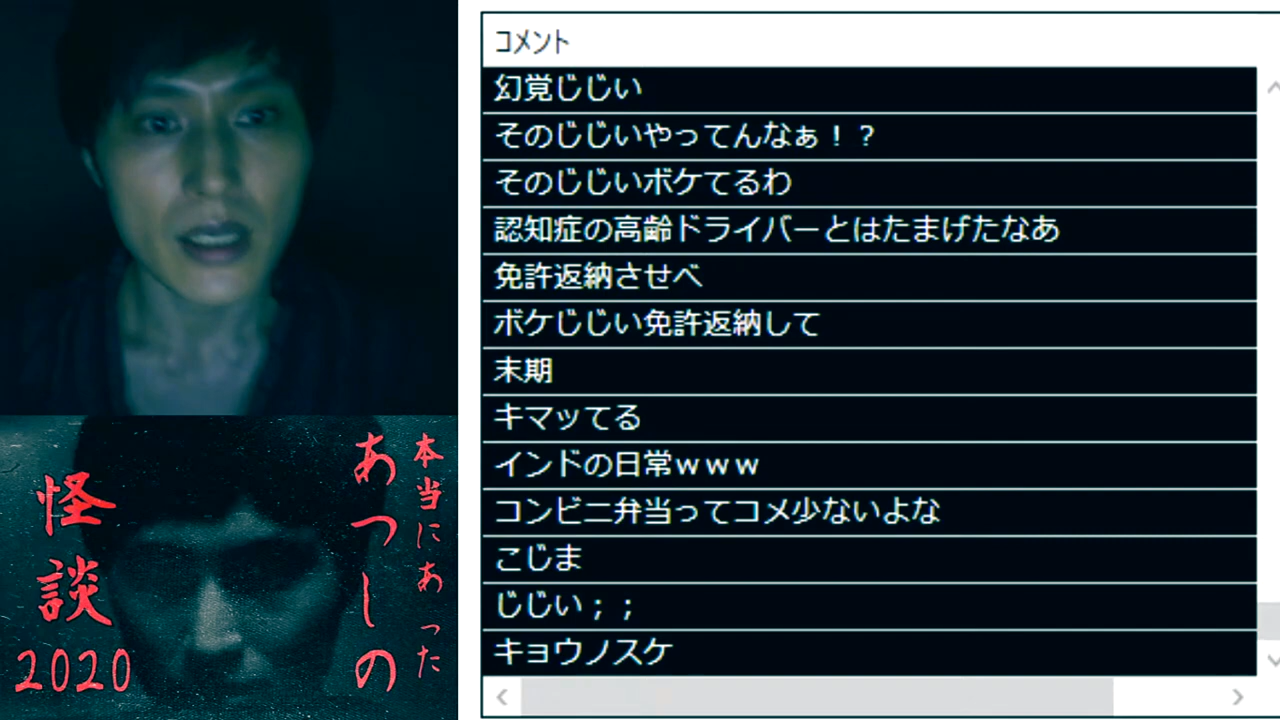 コメント
幻覚じじい
そのじじいやってんなぁ！？
そのじじいボケてるわ
認知症の高齢ドライバーとはたまげたなあ
免許返納させべ
ボケじじい免許返納して
末期
キマッてる
インドの日常ｗｗｗ
コンビニ弁当ってコメ少ないよな
こじま
じじい；；
キョウノスケ
本当にあった
あつしの
怪談
2020